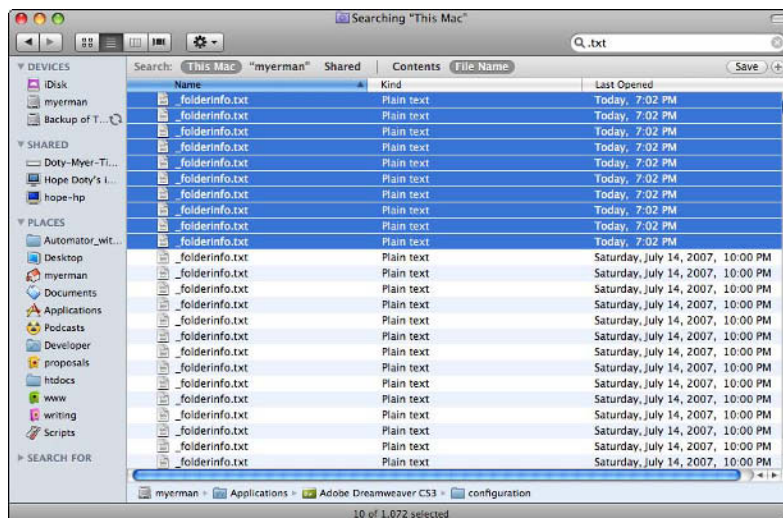 Searching "This Mac"
.txt
DEVICES
iDisk
myerman
Backup of T...
SHARED
Doty-Myer-Ti...
Hope Doty's i...
hope-hp
PLACES
Automator_wit...
Desktop
myerman
Documents
Applications
Podcasts
Developer
proposals
htdocs
www
writing
Scripts
SEARCH FOR
Search: This Mac "myerman" Shared Contents File Name Save
Name Kind Last Opened
_folderinfo.txt Plain text Today, 7:02 PM
_folderinfo.txt Plain text Today, 7:02 PM
_folderinfo.txt Plain text Today, 7:02 PM
_folderinfo.txt Plain text Today, 7:02 PM
_folderinfo.txt Plain text Today, 7:02 PM
_folderinfo.txt Plain text Today, 7:02 PM
_folderinfo.txt Plain text Today, 7:02 PM
_folderinfo.txt Plain text Today, 7:02 PM
_folderinfo.txt Plain text Today, 7:02 PM
_folderinfo.txt Plain text Today, 7:02 PM
_folderinfo.txt Plain text Saturday, July 14, 2007, 10:00 PM
_folderinfo.txt Plain text Saturday, July 14, 2007, 10:00 PM
_folderinfo.txt Plain text Saturday, July 14, 2007, 10:00 PM
_folderinfo.txt Plain text Saturday, July 14, 2007, 10:00 PM
_folderinfo.txt Plain text Saturday, July 14, 2007, 10:00 PM
_folderinfo.txt Plain text Saturday, July 14, 2007, 10:00 PM
_folderinfo.txt Plain text Saturday, July 14, 2007, 10:00 PM
_folderinfo.txt Plain text Saturday, July 14, 2007, 10:00 PM
_folderinfo.txt Plain text Saturday, July 14, 2007, 10:00 PM
_folderinfo.txt Plain text Saturday, July 14, 2007, 10:00 PM
_folderinfo.txt Plain text Saturday, July 14, 2007, 10:00 PM
_folderinfo.txt Plain text Saturday, July 14, 2007, 10:00 PM
_folderinfo.txt Plain text Saturday, July 14, 2007, 10:00 PM
_folderinfo.txt Plain text Saturday, July 14, 2007, 10:00 PM
myerman Applications Adobe Dreamweaver CS3 configuration
10 of 1,072 selected